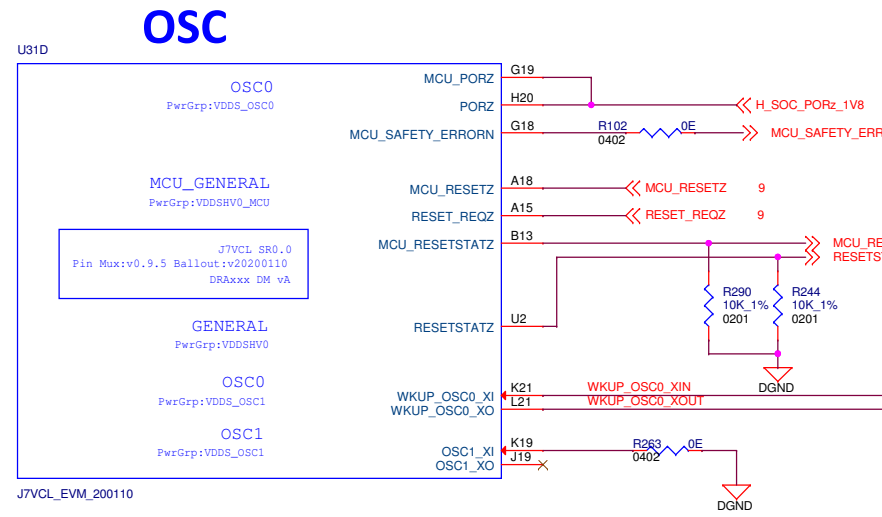 OSC
U31D
OSC0
PwrGrp:VDDS_OSC0
MCU_PORZ
G19
PORZ
H20
H_SOC_PORz_1V8
MCU_SAFETY_ERRORN
G18
R102
0E
0402
MCU_SAFETY_ERR
MCU_GENERAL
PwrGrp:VDDSHV0_MCU
MCU_RESETZ
A18
MCU_RESETZ 9
RESET_REQZ
A15
RESET_REQZ 9
MCU_RESETSTATZ
B13
MCU_RE
RESETS
J7VCL SR0.0
Pin Mux:v0.9.5 Ballout:v20200110
DRAxxx DM vA
R290
10K_1%
0201
R244
10K_1%
0201
GENERAL
PwrGrp:VDDSHV0
RESETSTATZ
U2
DGND
OSC0
PwrGrp:VDDS_OSC1
WKUP_OSC0_XI
K21
WKUP_OSC0_XIN
WKUP_OSC0_XO
L21
WKUP_OSC0_XOUT
OSC1
PwrGrp:VDDS_OSC1
OSC1_XI
K19
R263
0E
0402
OSC1_XO
J19
DGND
J7VCL_EVM_200110